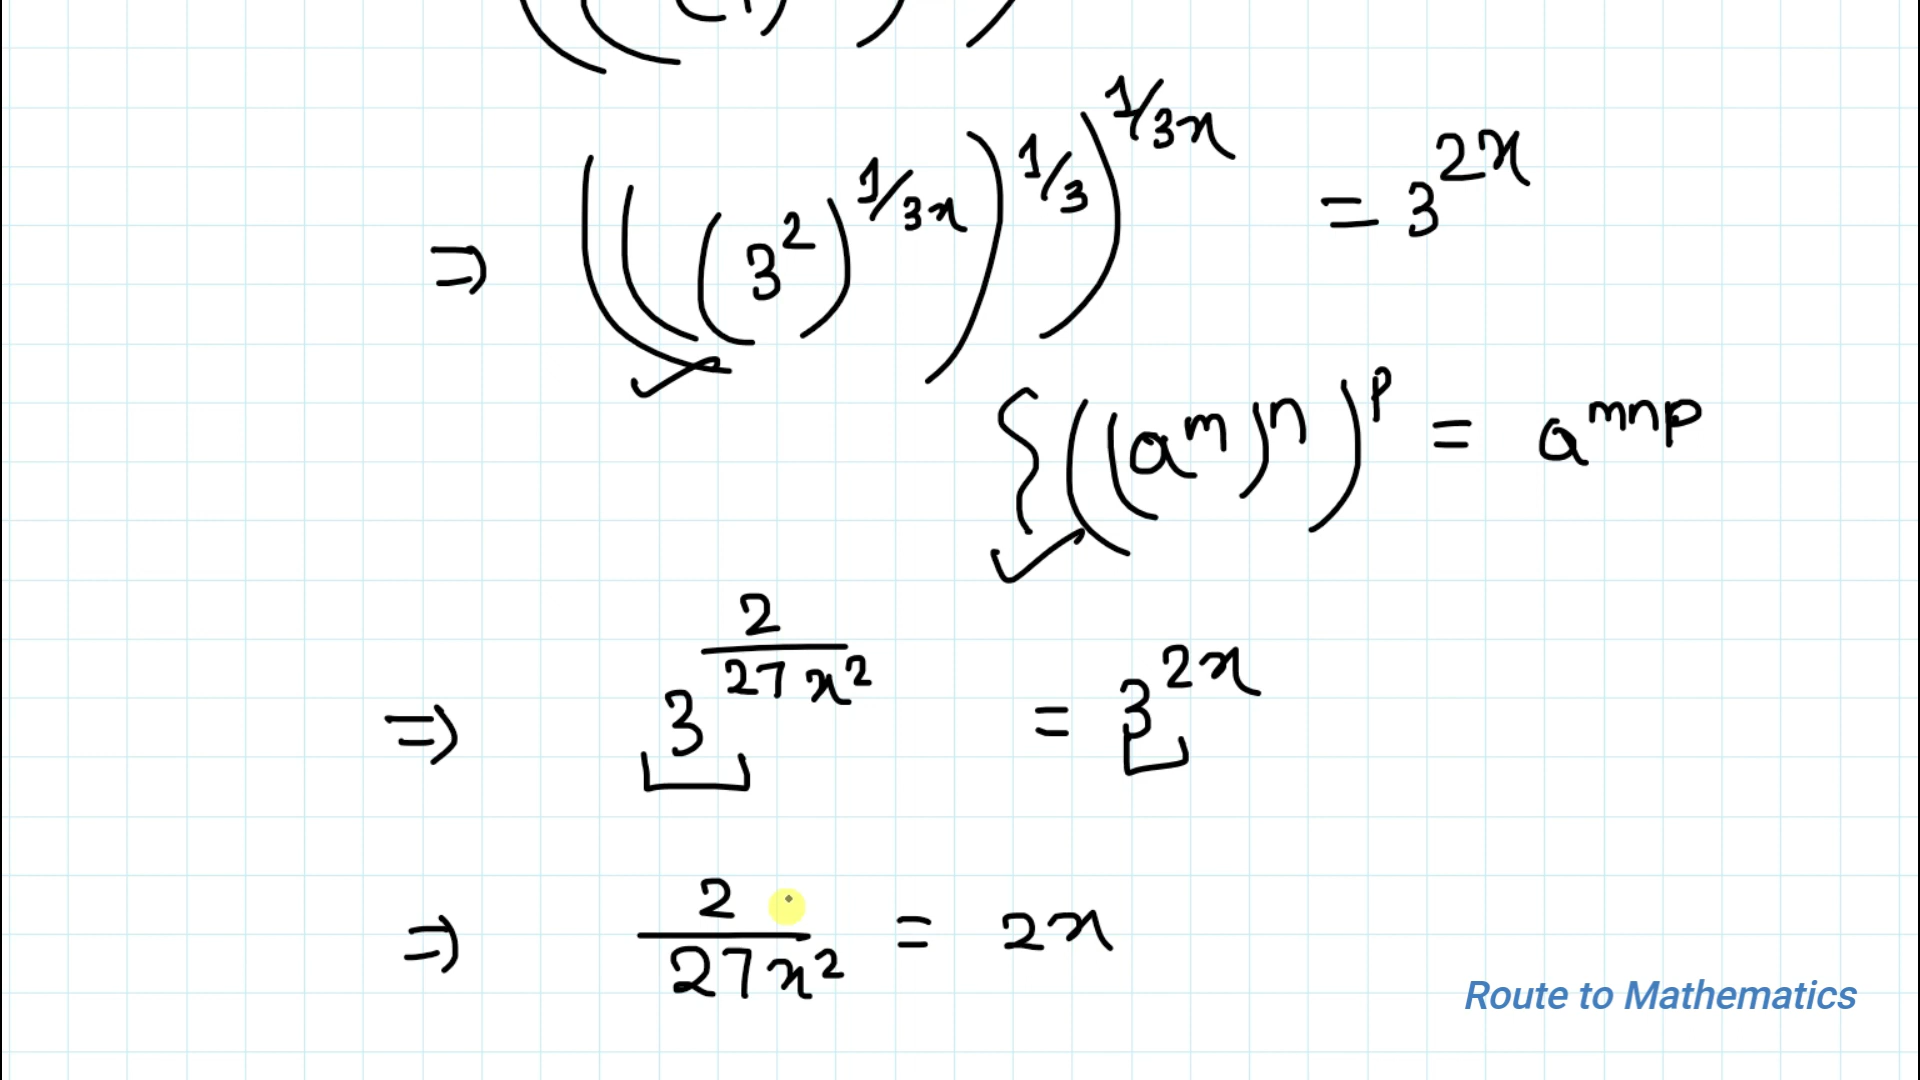 ⇒ (((3²)^{1/3x})^{1/3})^{1/3x} = 3^{2x}
{((a^m)^n)^p = a^{mnp}
⇒ 3^{2/27x²} = 3^{2x}
⇒ 2/27x² = 2x
Route to Mathematics